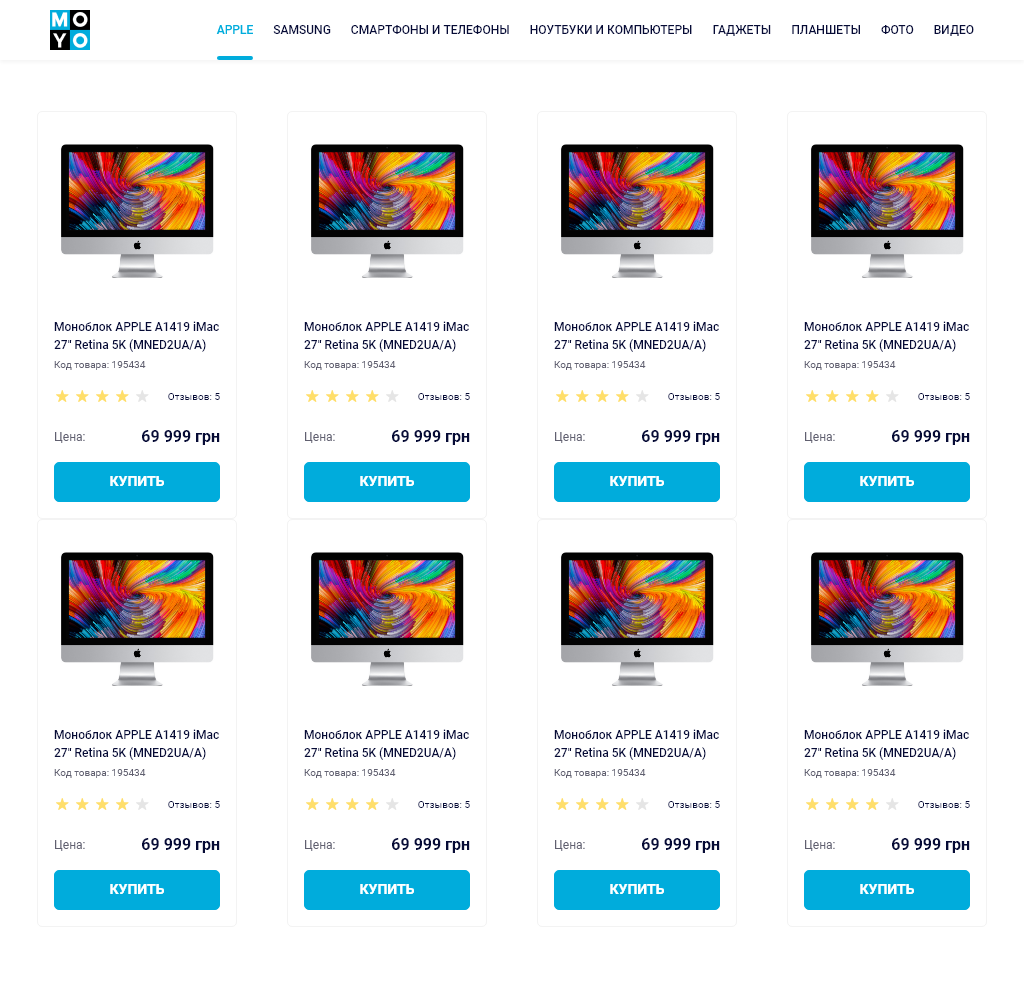 MOYO
APPLE SAMSUNG СМАРТФОНЫ И ТЕЛЕФОНЫ НОУТБУКИ И КОМПЬЮТЕРЫ ГАДЖЕТЫ ПЛАНШЕТЫ ФОТО ВИДЕО
Моноблок APPLE A1419 iMac
27" Retina 5K (MNED2UA/A)
Код товара: 195434
Отзывов: 5
Цена: 69 999 грн
КУПИТЬ
Моноблок APPLE A1419 iMac
27" Retina 5K (MNED2UA/A)
Код товара: 195434
Отзывов: 5
Цена: 69 999 грн
КУПИТЬ
Моноблок APPLE A1419 iMac
27" Retina 5K (MNED2UA/A)
Код товара: 195434
Отзывов: 5
Цена: 69 999 грн
КУПИТЬ
Моноблок APPLE A1419 iMac
27" Retina 5K (MNED2UA/A)
Код товара: 195434
Отзывов: 5
Цена: 69 999 грн
КУПИТЬ
Моноблок APPLE A1419 iMac
27" Retina 5K (MNED2UA/A)
Код товара: 195434
Отзывов: 5
Цена: 69 999 грн
КУПИТЬ
Моноблок APPLE A1419 iMac
27" Retina 5K (MNED2UA/A)
Код товара: 195434
Отзывов: 5
Цена: 69 999 грн
КУПИТЬ
Моноблок APPLE A1419 iMac
27" Retina 5K (MNED2UA/A)
Код товара: 195434
Отзывов: 5
Цена: 69 999 грн
КУПИТЬ
Моноблок APPLE A1419 iMac
27" Retina 5K (MNED2UA/A)
Код товара: 195434
Отзывов: 5
Цена: 69 999 грн
КУПИТЬ